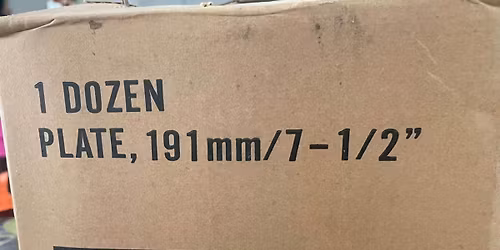 1 DOZEN
PLATE, 191mm/7-1/2”